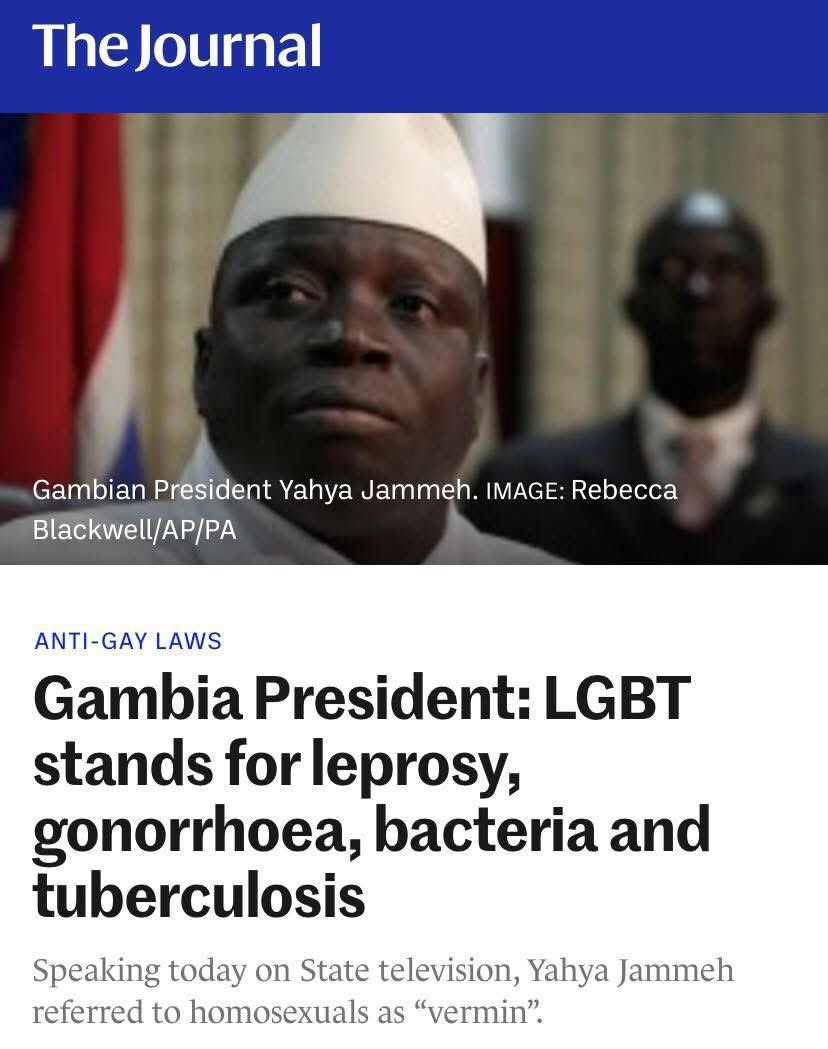 The Journal
Gambian President Yahya Jammeh. IMAGE: Rebecca
Blackwell/AP/PA
ANTI-GAY LAWS
Gambia President: LGBT
stands for leprosy,
gonorrhoea, bacteria and
tuberculosis
Speaking today on State television, Yahya Jammeh
referred to homosexuals as “vermin”.